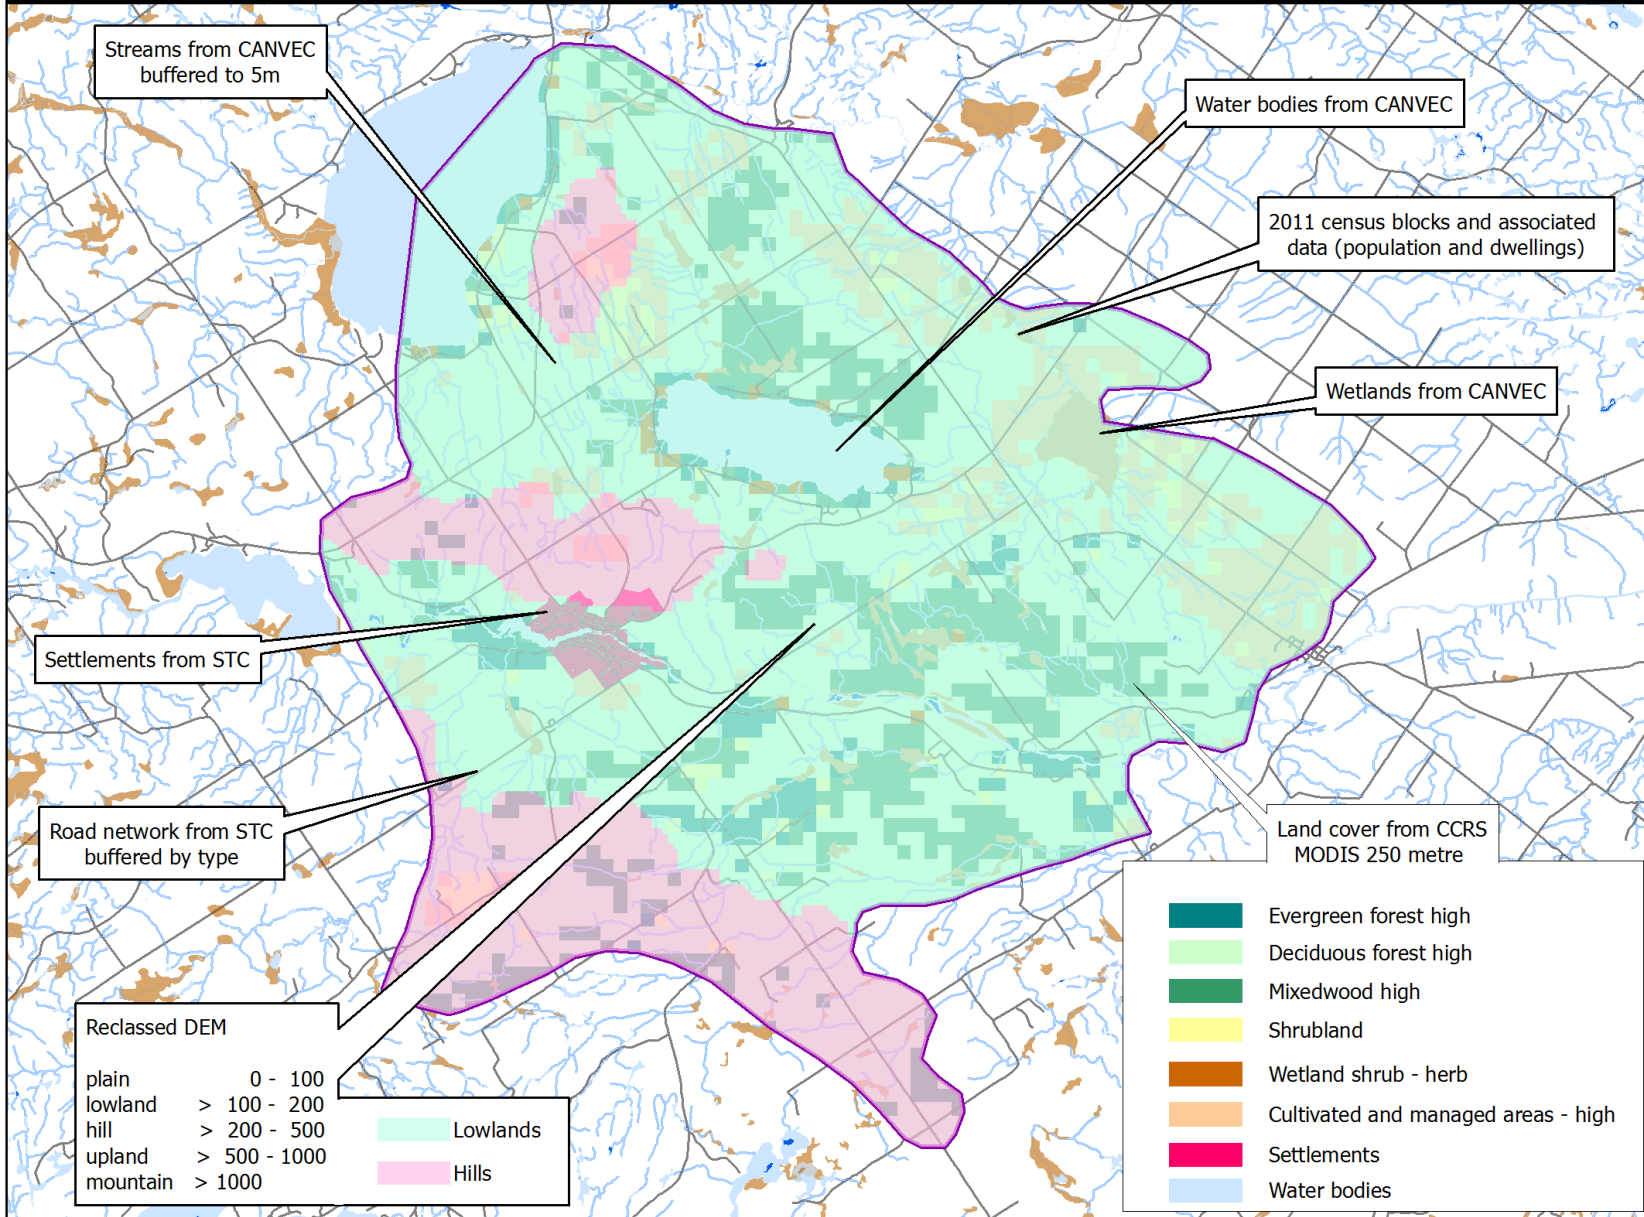 Streams from CANVEC
buffered to 5m
Water bodies from CANVEC
2011 census blocks and associated
data (population and dwellings)
Wetlands from CANVEC
Settlements from STC
Road network from STC
buffered by type
Land cover from CCRS
MODIS 250 metre
Evergreen forest high
Deciduous forest high
Mixedwood high
Shrubland
Wetland shrub - herb
Cultivated and managed areas - high
Settlements
Water bodies
Reclassed DEM
plain 0 - 100
lowland > 100 - 200
hill > 200 - 500
upland > 500 - 1000
mountain > 1000
Lowlands
Hills